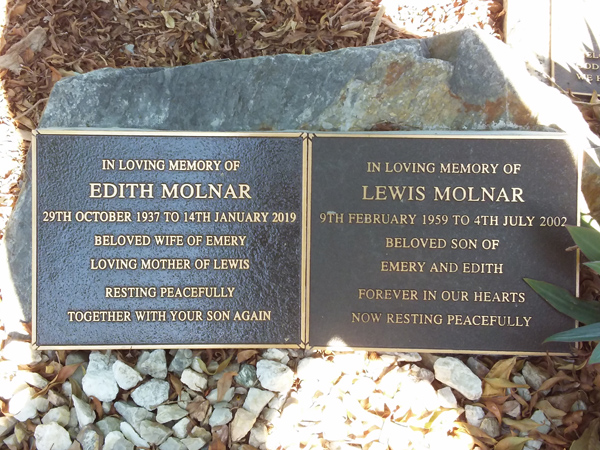 IN LOVING MEMORY OF
EDITH MOLNAR
29TH OCTOBER 1937 TO 14TH JANUARY 2019
BELOVED WIFE OF EMERY
LOVING MOTHER OF LEWIS
RESTING PEACEFULLY
TOGETHER WITH YOUR SON AGAIN
IN LOVING MEMORY OF
LEWIS MOLNAR
9TH FEBRUARY 1959 TO 4TH JULY 2002
BELOVED SON OF
EMERY AND EDITH
FOREVER IN OUR HEARTS
NOW RESTING PEACEFULLY